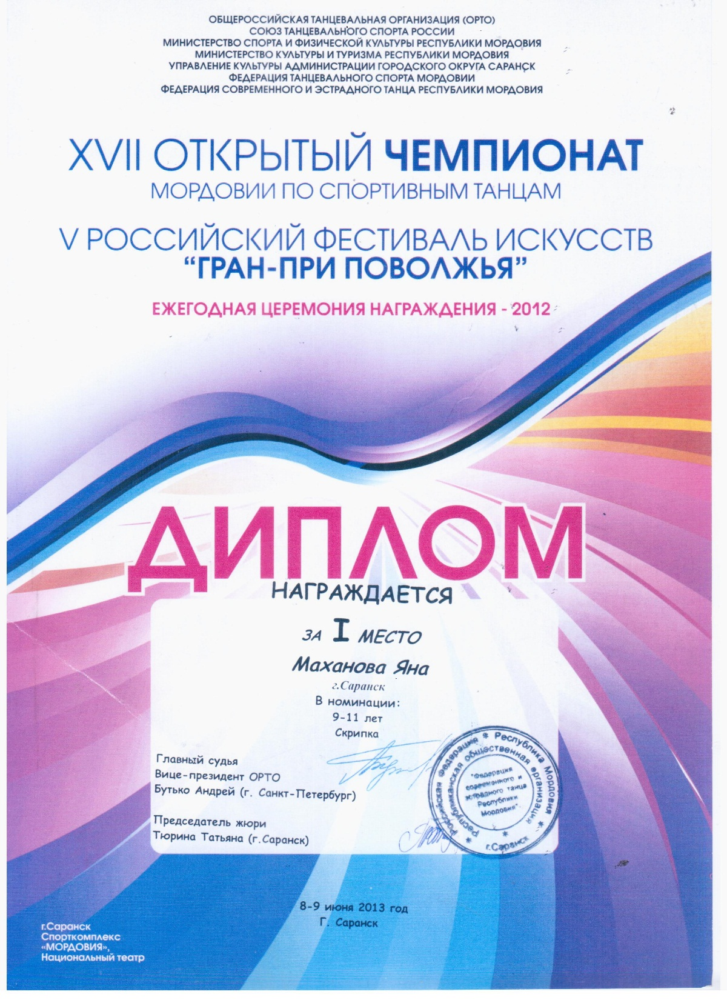 ОБЩЕРОССИЙСКАЯ ТАНЦЕВАЛЬНАЯ ОРГАНИЗАЦИЯ (ОРТО)
СОЮЗ ТАНЦЕВАЛЬНОГО СПОРТА РОССИИ
МИНИСТЕРСТВО СПОРТА И ФИЗИЧЕСКОЙ КУЛЬТУРЫ РЕСПУБЛИКИ МОРДОВИЯ
МИНИСТЕРСТВО КУЛЬТУРЫ И ТУРИЗМА РЕСПУБЛИКИ МОРДОВИЯ
УПРАВЛЕНИЕ КУЛЬТУРЫ АДМИНИСТРАЦИИ ГОРОДСКОГО ОКРУГА САРАНСК
ФЕДЕРАЦИЯ ТАНЦЕВАЛЬНОГО СПОРТА МОРДОВИИ
ФЕДЕРАЦИЯ СОВРЕМЕННОГО И ЭСТРАДНОГО ТАНЦА РЕСПУБЛИКИ МОРДОВИЯ
XVII ОТКРЫТЫЙ ЧЕМПИОНАТ
МОРДОВИИ ПО СПОРТИВНЫМ ТАНЦАМ
V РОССИЙСКИЙ ФЕСТИВАЛЬ ИСКУССТВ
“ГРАН-ПРИ ПОВОЛЖЬЯ”
ЕЖЕГОДНАЯ ЦЕРЕМОНИЯ НАГРАЖДЕНИЯ - 2012
ДИПЛОМ
НАГРАЖДАЕТСЯ
ЗА I МЕСТО
Маханова Яна
г.Саранск
В номинации:
9-11 лет
Скрипка
Главный судья
Вице-президент ОРТО
Бутько Андрей (г. Санкт-Петербург)
Председатель жюри
Тюрина Татьяна (г.Саранск)
Российская Федерация * Республика Мордовия *
Республиканская общественная организация
"Федерация
современного и
эстрадного танца
Республики
Мордовия"
* г.Саранск *
8-9 июня 2013 год
Г. Саранск
г.Саранск
Спорткомплекс
«МОРДОВИЯ»,
Национальный театр